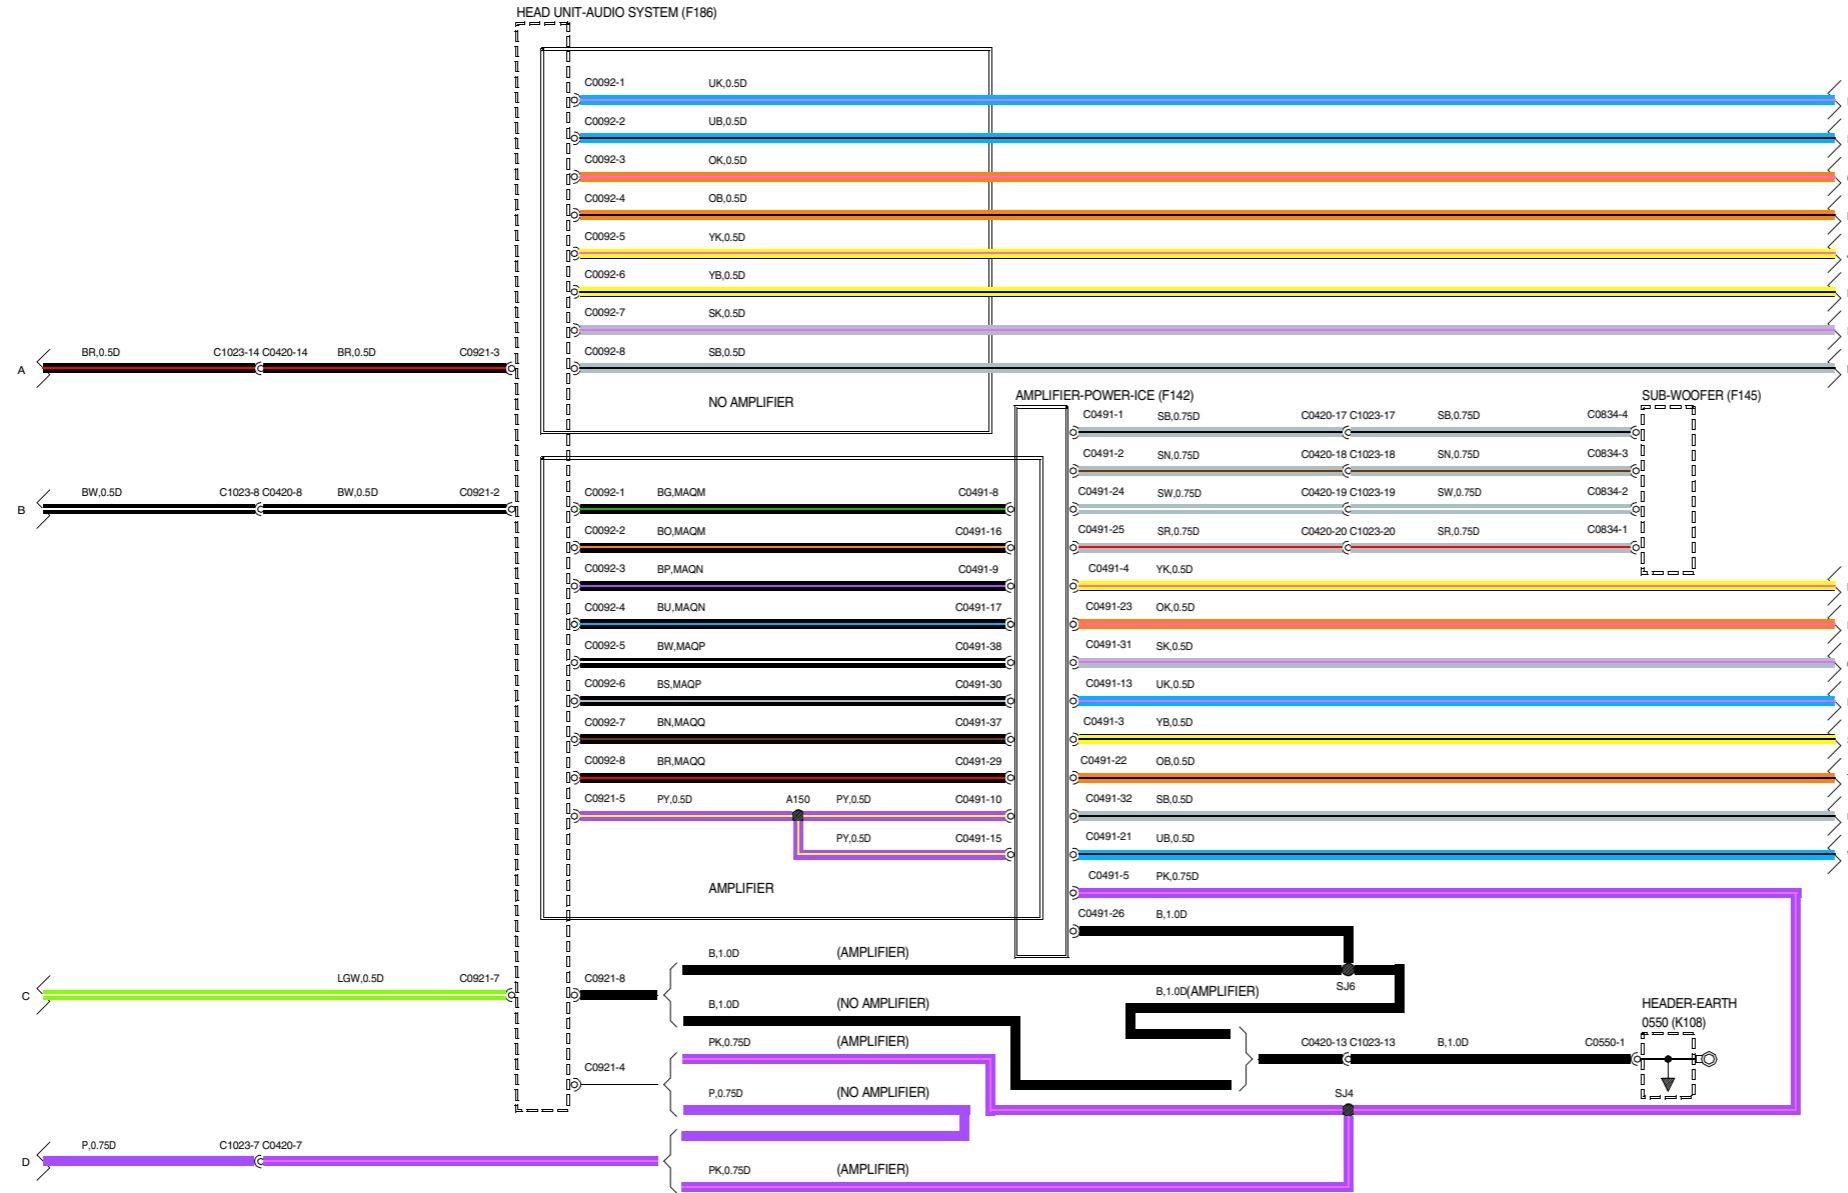 HEAD UNIT-AUDIO SYSTEM (F186)
C0092-1 UK,0.5D
C0092-2 UB,0.5D
C0092-3 OK,0.5D
C0092-4 OB,0.5D
C0092-5 YK,0.5D
C0092-6 YB,0.5D
C0092-7 SK,0.5D
A BR,0.5D C1023-14 C0420-14 BR,0.5D C0921-3 C0092-8 SB,0.5D
NO AMPLIFIER
AMPLIFIER-POWER-ICE (F142) SUB-WOOFER (F145)
C0491-1 SB,0.75D C0420-17 C1023-17 SB,0.75D C0834-4
C0491-2 SN,0.75D C0420-18 C1023-18 SN,0.75D C0834-3
B BW,0.5D C1023-8 C0420-8 BW,0.5D C0921-2 C0092-1 BG,MAQM C0491-8 C0491-24 SW,0.75D C0420-19 C1023-19 SW,0.75D C0834-2
C0092-2 BO,MAQM C0491-16 C0491-25 SR,0.75D C0420-20 C1023-20 SR,0.75D C0834-1
C0092-3 BP,MAQN C0491-9 C0491-4 YK,0.5D
C0092-4 BU,MAQN C0491-17 C0491-23 OK,0.5D
C0092-5 BW,MAQP C0491-38 C0491-31 SK,0.5D
C0092-6 BS,MAQP C0491-30 C0491-13 UK,0.5D
C0092-7 BN,MAQQ C0491-37 C0491-3 YB,0.5D
C0092-8 BR,MAQQ C0491-29 C0491-22 OB,0.5D
C0921-5 PY,0.5D A150 PY,0.5D C0491-10 C0491-32 SB,0.5D
PY,0.5D C0491-15 C0491-21 UB,0.5D
AMPLIFIER C0491-5 PK,0.75D
C0491-26 B,1.0D
B,1.0D (AMPLIFIER)
C LGW,0.5D C0921-7 C0921-8 SJ6
B,1.0D (NO AMPLIFIER) B,1.0D(AMPLIFIER) HEADER-EARTH
0550 (K108)
PK,0.75D (AMPLIFIER) C0420-13 C1023-13 B,1.0D C0550-1
C0921-4
P,0.75D (NO AMPLIFIER) SJ4
D P,0.75D C1023-7 C0420-7
PK,0.75D (AMPLIFIER)